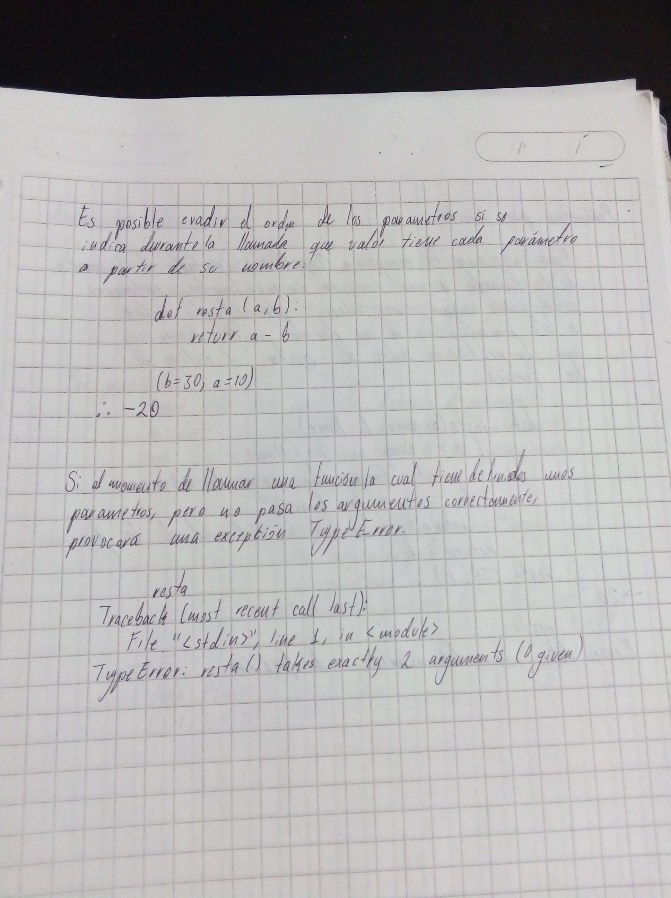 Es posible evadir el orden de los parametros si se
indica durante la llamada que valor tiene cada parámetro
a partir de su nombre.
def resta (a,b):
return a - b
(b=30, a=10)
∴ -20
Si al momento de llamar una función la cual tiene definidos unos
parametros, pero no pasa los argumentos correctamente,
provocará una excepción TypeError.
resta
Traceback (most recent call last):
File "<stdin>", line 1, in <module>
TypeError: resta() takes exactly 2 arguments (0 given)